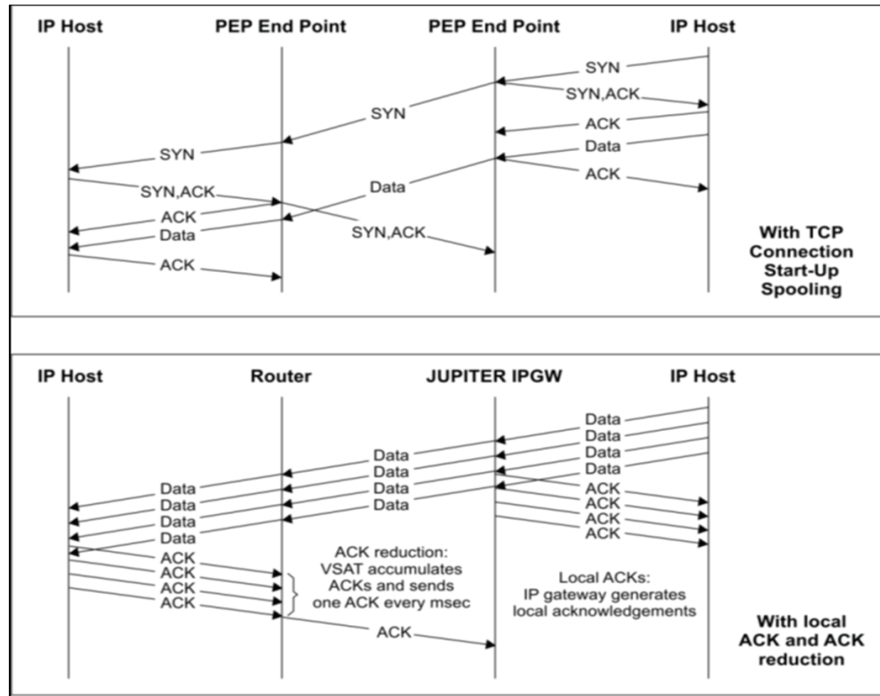 IP Host PEP End Point PEP End Point IP Host
SYN
SYN,ACK
SYN
ACK
Data
SYN
ACK
Data
SYN,ACK
ACK
Data
SYN,ACK
ACK
With TCP
Connection
Start-Up
Spooling
IP Host Router JUPITER IPGW IP Host
Data
Data
Data
Data
Data
Data
Data
Data
ACK
ACK
ACK
ACK
Data
Data
Data
Data
ACK
ACK
ACK
ACK
ACK reduction:
VSAT accumulates
ACKs and sends
one ACK every msec
Local ACKs:
IP gateway generates
local acknowledgements
ACK
With local
ACK and ACK
reduction